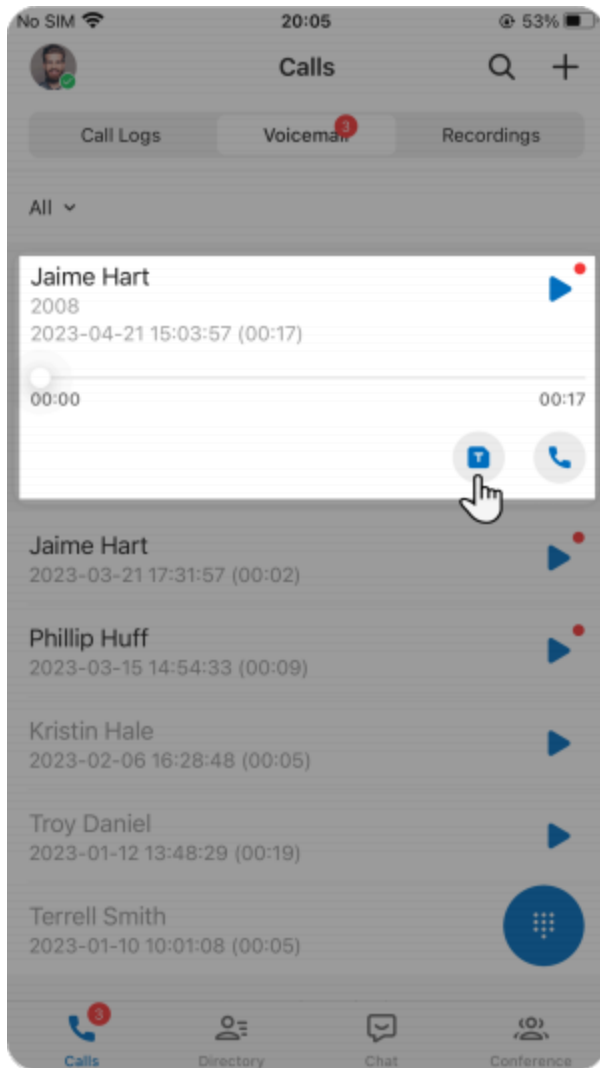 No SIM 20:05 53%
Calls
Call Logs Voicemail 3 Recordings
All
Jaime Hart
2008
2023-04-21 15:03:57 (00:17)
00:00 00:17
T
Jaime Hart
2023-03-21 17:31:57 (00:02)
Phillip Huff
2023-03-15 14:54:33 (00:09)
Kristin Hale
2023-02-06 16:28:48 (00:05)
Troy Daniel
2023-01-12 13:48:29 (00:19)
Terrell Smith
2023-01-10 10:01:08 (00:05)
3
Calls Directory Chat Conference